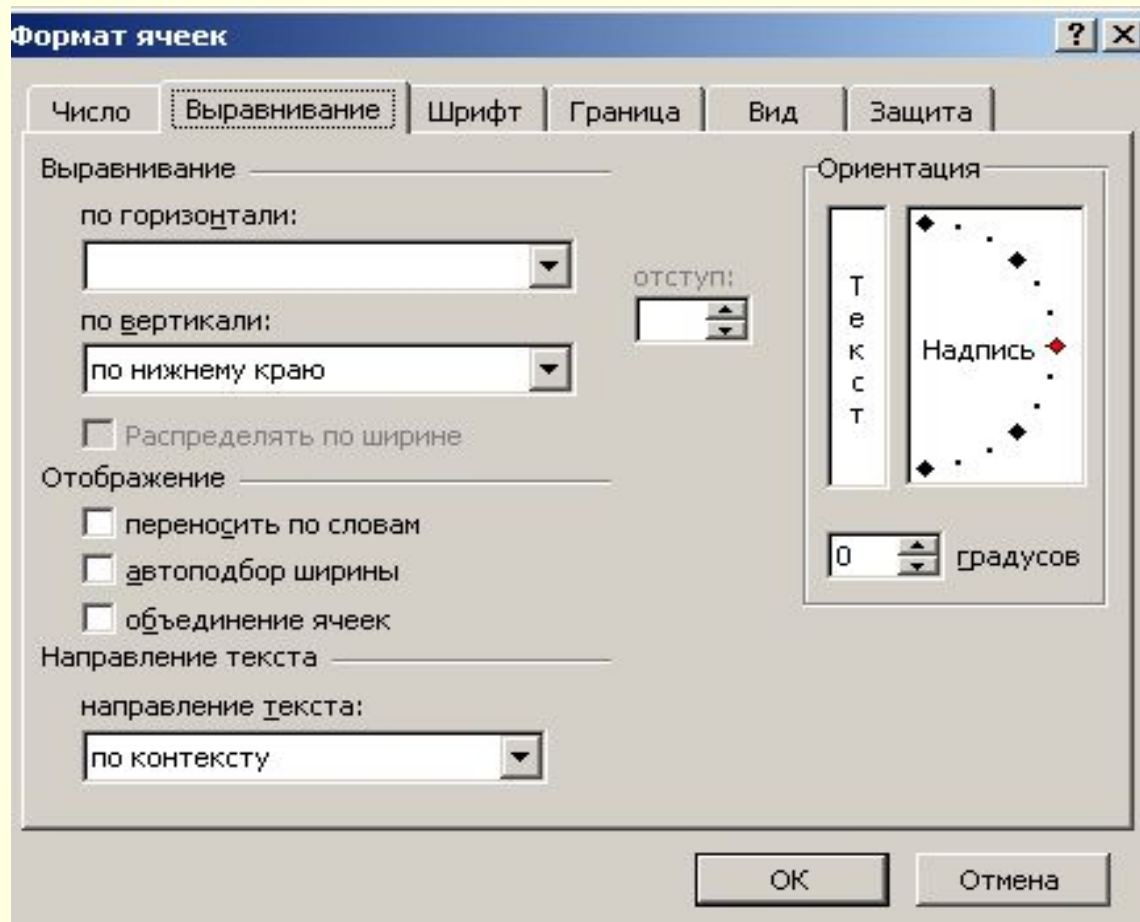 Формат ячеек
Число
Выравнивание
Шрифт
Граница
Вид
Защита
Выравнивание
по горизонтали:
отступ:
по вертикали:
по нижнему краю
Распределять по ширине
Отображение
переносить по словам
автоподбор ширины
объединение ячеек
Направление текста
направление текста:
по контексту
Ориентация
Текст
Надпись
0 градусов
ОК
Отмена